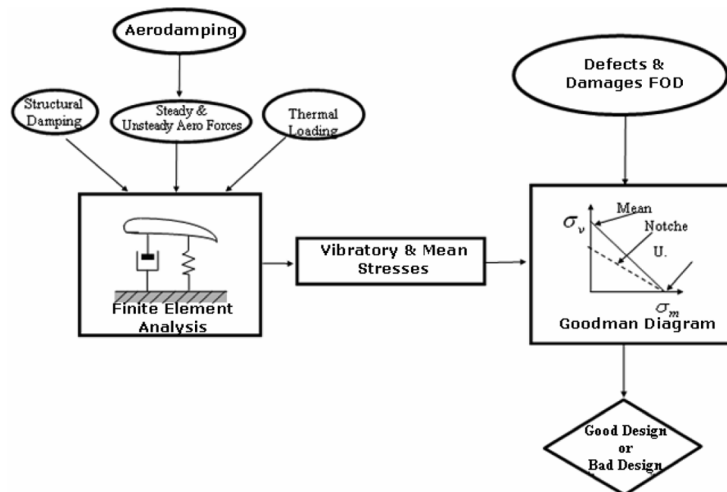 Aerodamping
Structural
Damping
Steady &
Unsteady Aero Forces
Thermal
Loading
Finite Element
Analysis
Vibratory & Mean
Stresses
Defects &
Damages FOD
σv
Mean
Notche
U.
σm
Goodman Diagram
Good Design
or
Bad Design